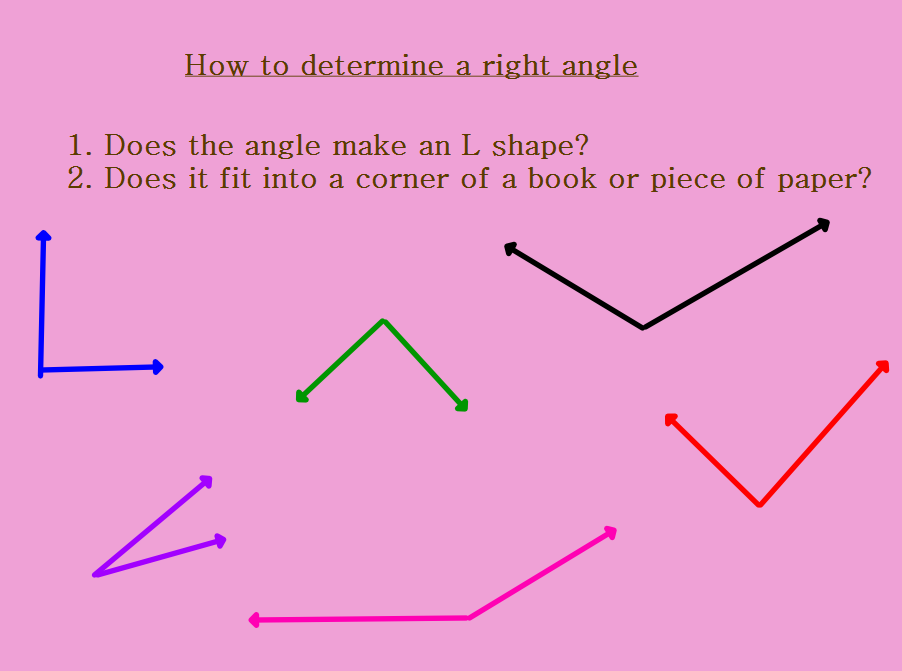 How to determine a right angle
1. Does the angle make an L shape?
2. Does it fit into a corner of a book or piece of paper?